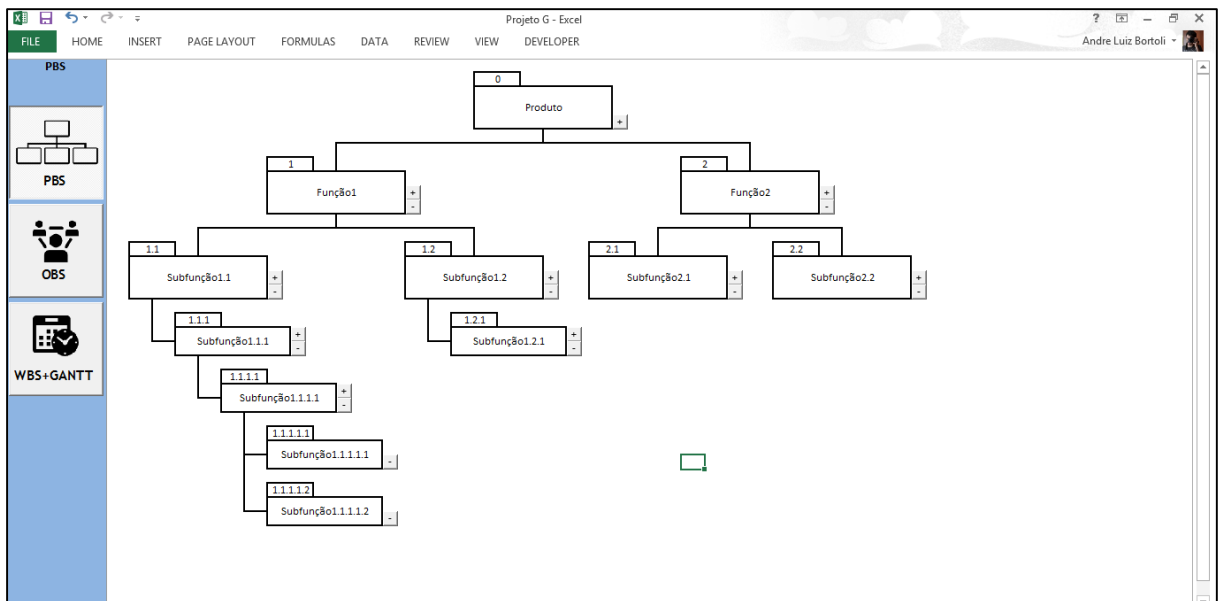 Projeto G - Excel
?
FILE HOME INSERT PAGE LAYOUT FORMULAS DATA REVIEW VIEW DEVELOPER
Andre Luiz Bortoli
PBS
PBS
OBS
WBS+GANTT
0
Produto
+
1
Função1
+
-
2
Função2
+
-
1.1
Subfunção1.1
+
-
1.2
Subfunção1.2
+
-
2.1
Subfunção2.1
+
-
2.2
Subfunção2.2
+
-
1.1.1
Subfunção1.1.1
+
-
1.2.1
Subfunção1.2.1
+
-
1.1.1.1
Subfunção1.1.1.1
+
-
1.1.1.1.1
Subfunção1.1.1.1.1
-
1.1.1.1.2
Subfunção1.1.1.1.2
-